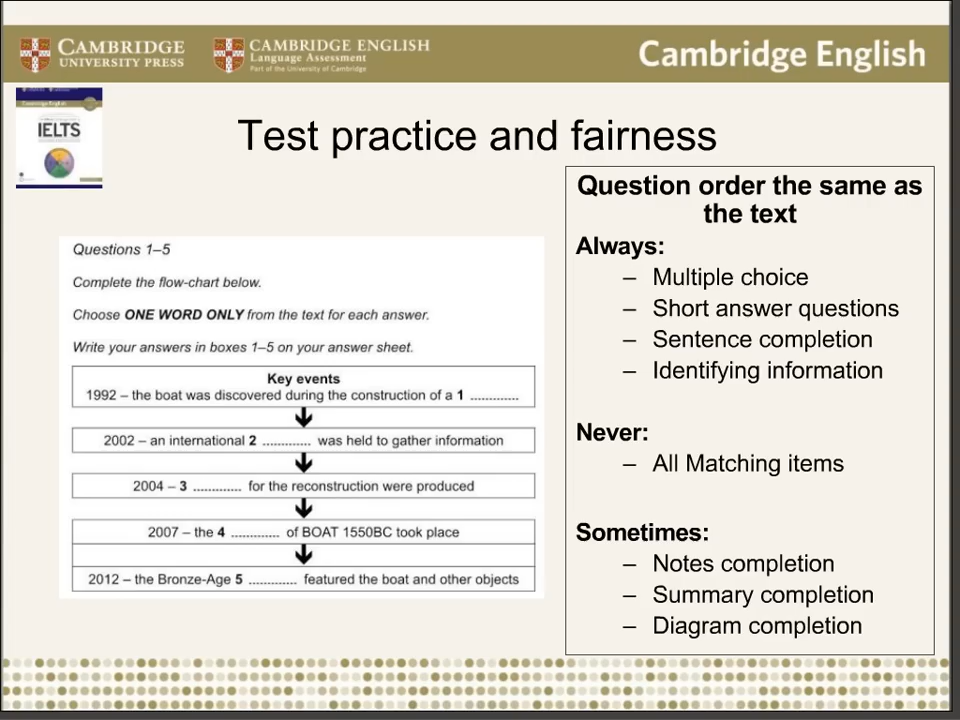 CAMBRIDGE
UNIVERSITY PRESS
CAMBRIDGE ENGLISH
Language Assessment
Part of the University of Cambridge
Cambridge English
Cambridge English
IELTS
Test practice and fairness
Questions 1–5
Complete the flow-chart below.
Choose ONE WORD ONLY from the text for each answer.
Write your answers in boxes 1–5 on your answer sheet.
Key events
1992 – the boat was discovered during the construction of a 1 .............
2002 – an international 2 ............. was held to gather information
2004 – 3 ............. for the reconstruction were produced
2007 – the 4 ............. of BOAT 1550BC took place
2012 – the Bronze-Age 5 ............. featured the boat and other objects
Question order the same as
the text
Always:
– Multiple choice
– Short answer questions
– Sentence completion
– Identifying information
Never:
– All Matching items
Sometimes:
– Notes completion
– Summary completion
– Diagram completion